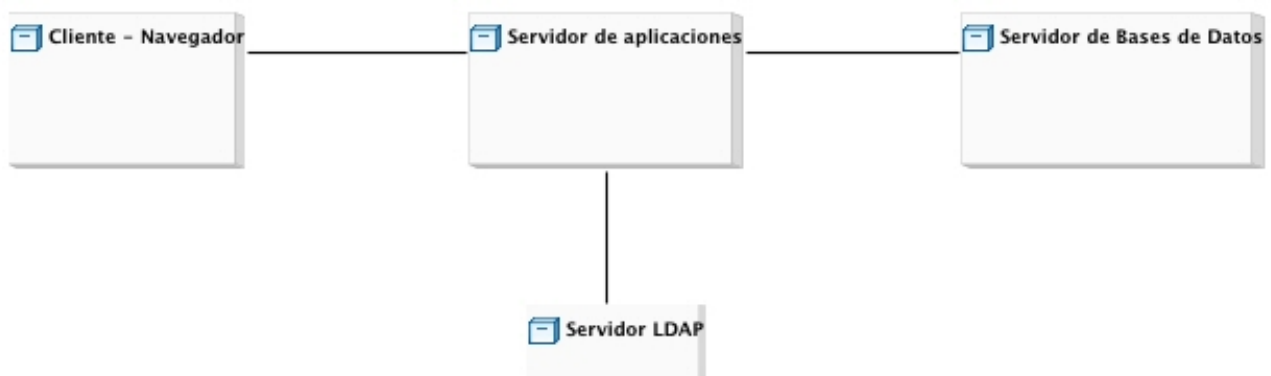 Cliente - Navegador
Servidor de aplicaciones
Servidor de Bases de Datos
Servidor LDAP